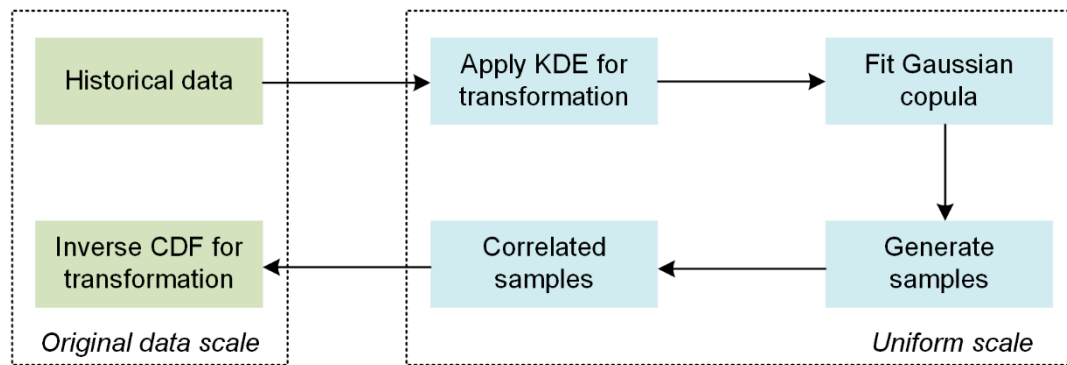 Historical data
Apply KDE for
transformation
Fit Gaussian
copula
Inverse CDF for
transformation
Correlated
samples
Generate
samples
Original data scale
Uniform scale